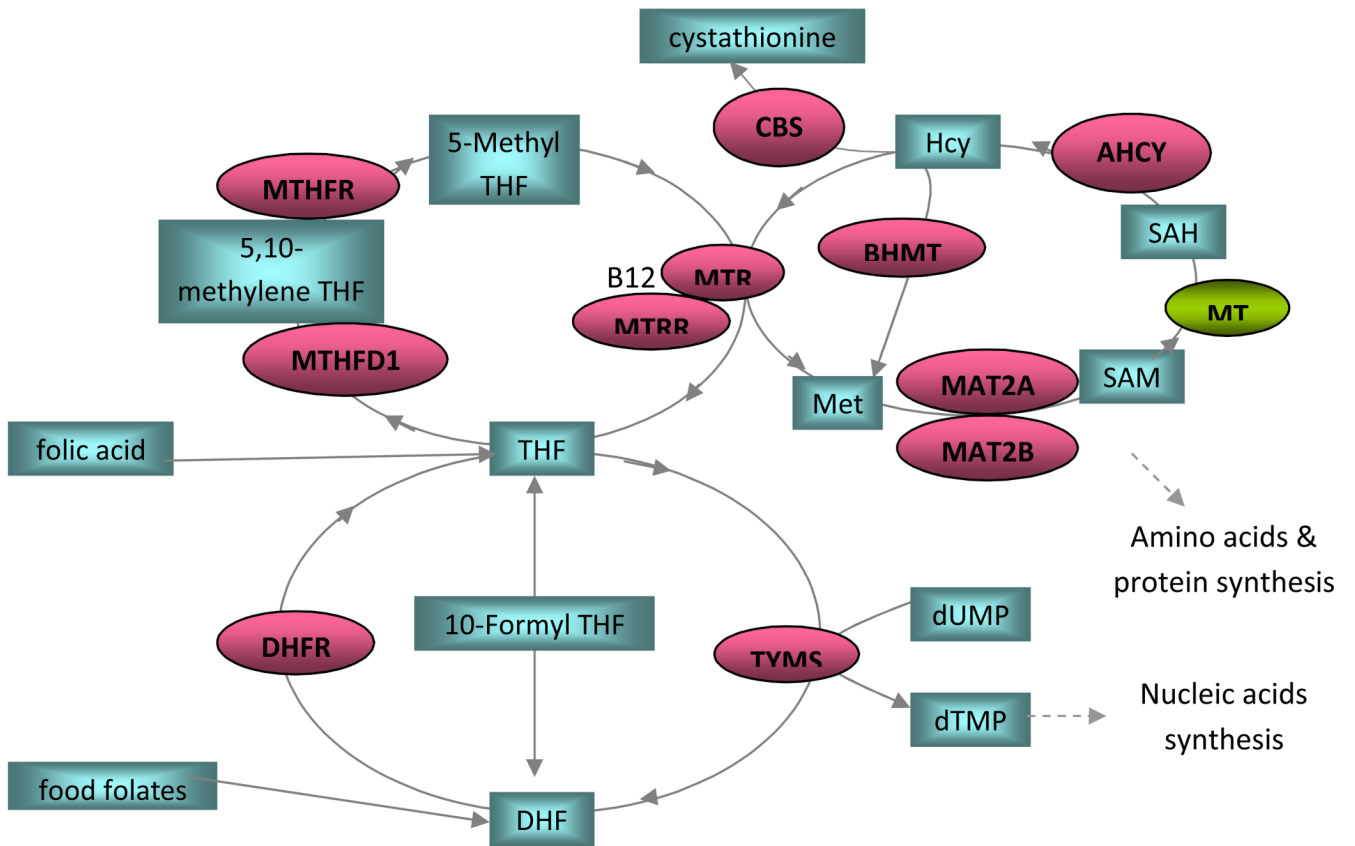 cystathionine
CBS
Hcy
AHCY
5-Methyl
THF
MTHFR
SAH
5,10-
methylene THF
BHMT
B12
MTR
MTRR
MT
MTHFD1
MAT2A
SAM
Met
folic acid
THF
MAT2B
Amino acids &
protein synthesis
10-Formyl THF
dUMP
DHFR
TYMS
Nucleic acids
synthesis
dTMP
food folates
DHF